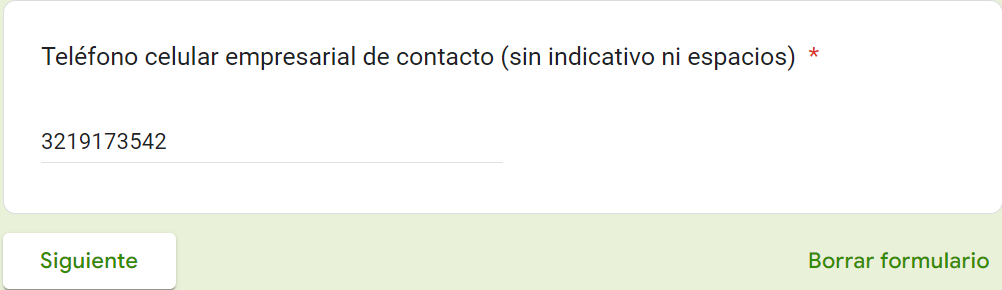 Teléfono celular empresarial de contacto (sin indicativo ni espacios) *
3219173542
Siguiente
Borrar formulario